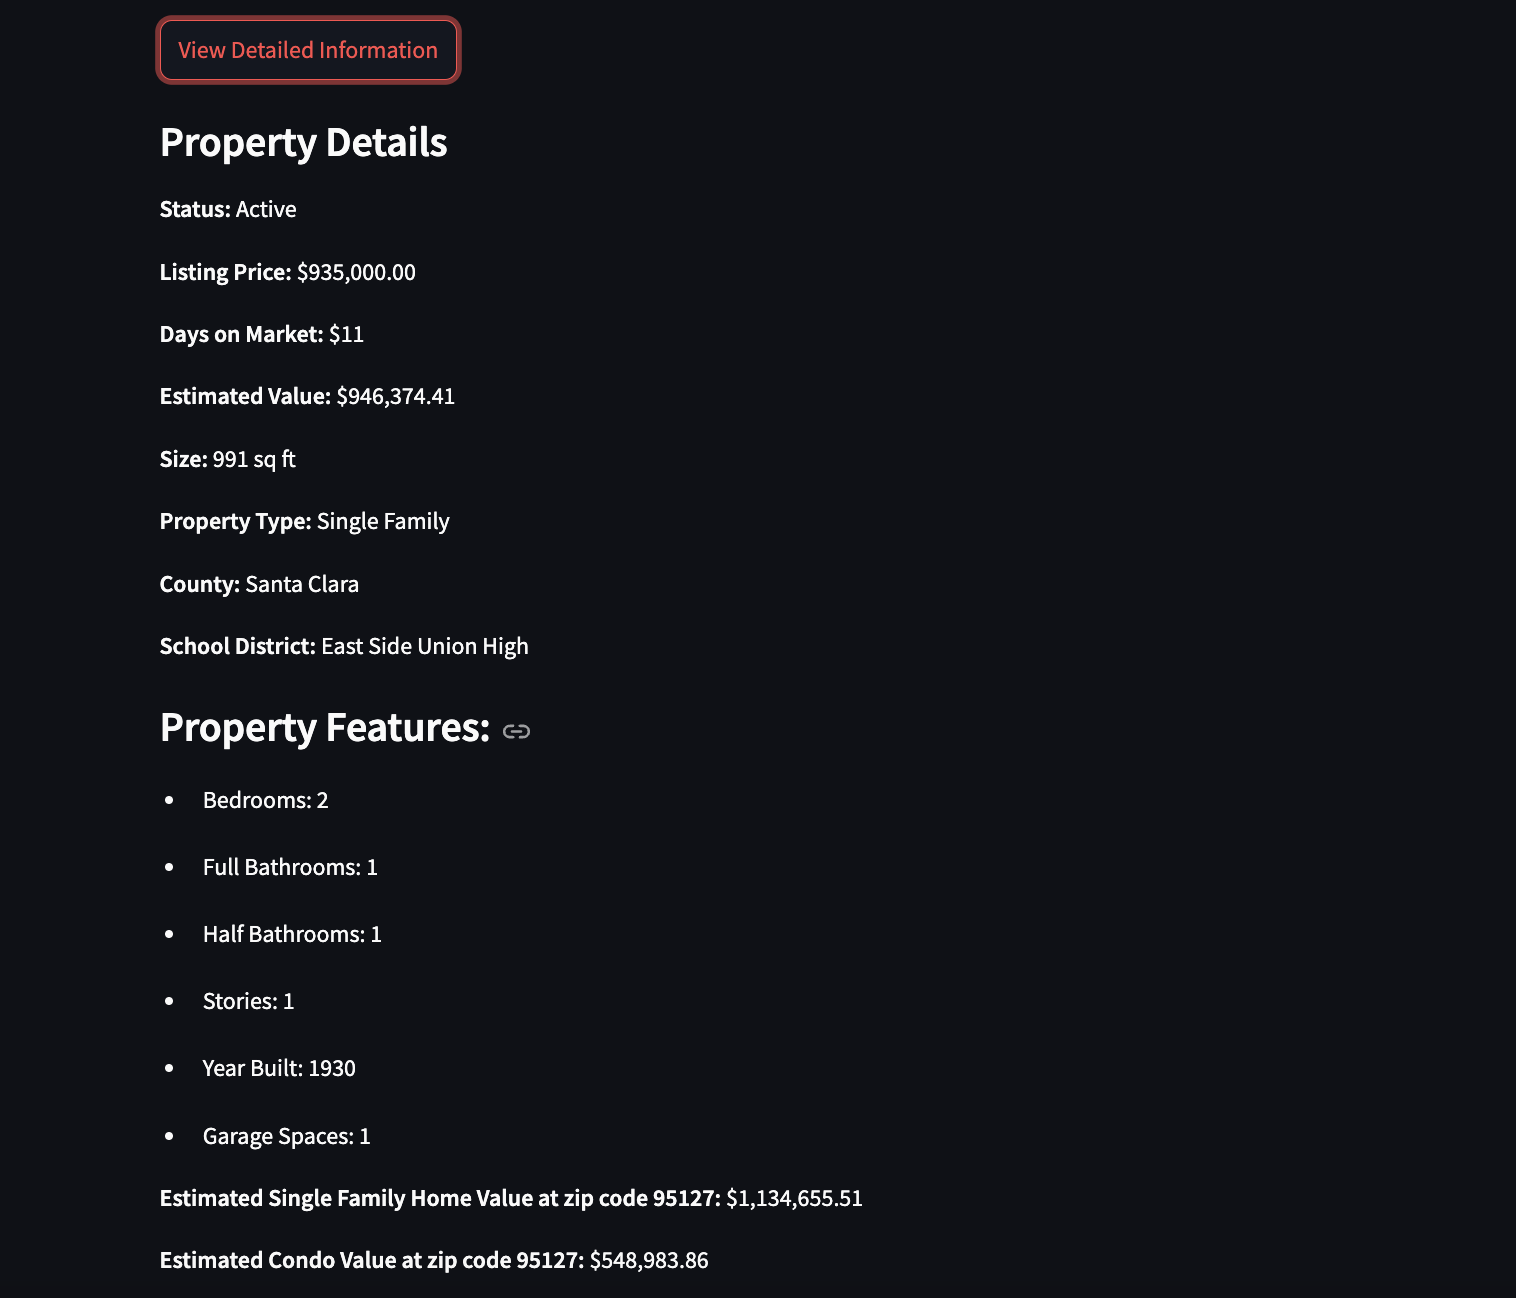 View Detailed Information
Property Details
Status: Active
Listing Price: $935,000.00
Days on Market: $11
Estimated Value: $946,374.41
Size: 991 sq ft
Property Type: Single Family
County: Santa Clara
School District: East Side Union High
Property Features:
• Bedrooms: 2
• Full Bathrooms: 1
• Half Bathrooms: 1
• Stories: 1
• Year Built: 1930
• Garage Spaces: 1
Estimated Single Family Home Value at zip code 95127: $1,134,655.51
Estimated Condo Value at zip code 95127: $548,983.86